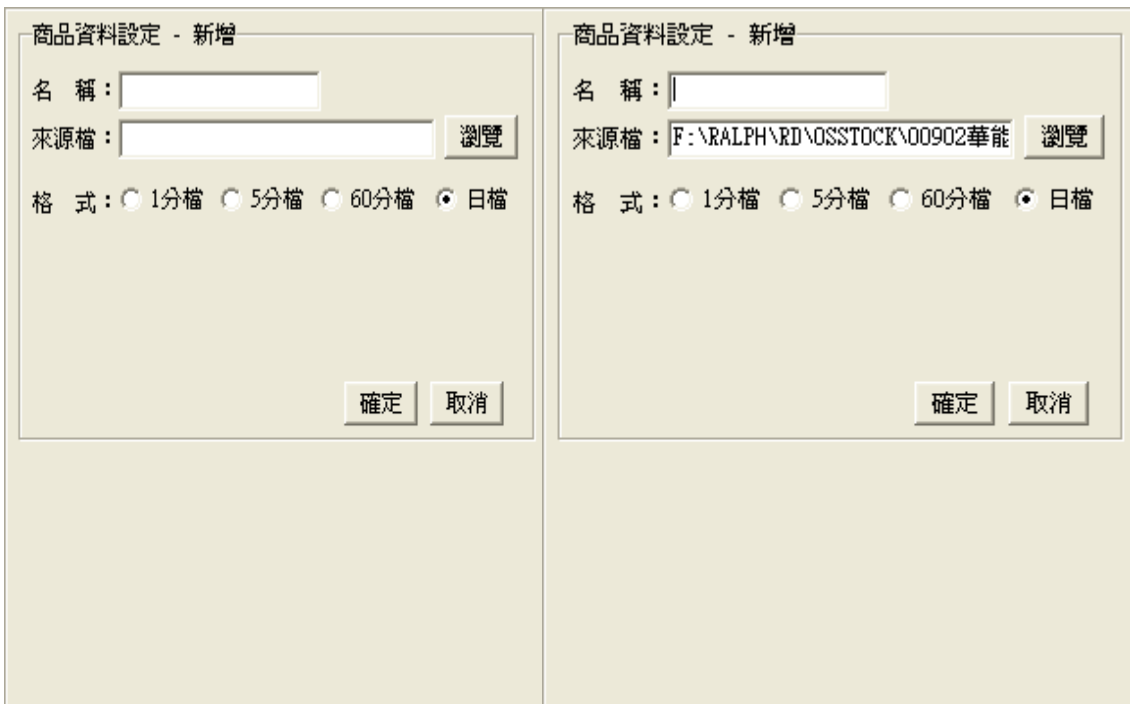 商品資料設定 - 新增
名 稱：
來源檔： 瀏覽
格 式： 1分檔 5分檔 60分檔 日檔
確定 取消
商品資料設定 - 新增
名 稱：
來源檔：F:\RALPH\RD\OSSTOCK\00902華能 瀏覽
格 式： 1分檔 5分檔 60分檔 日檔
確定 取消